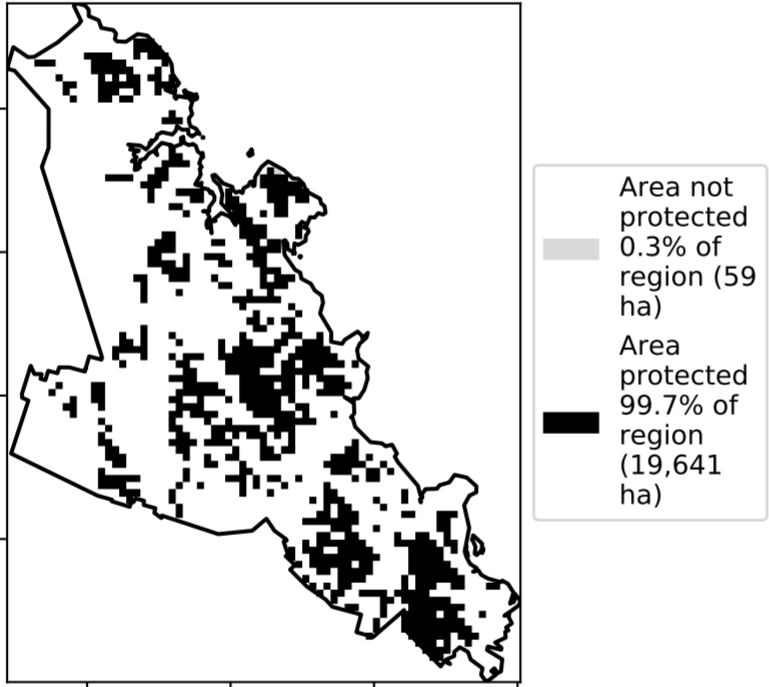 Area not
protected
0.3% of
region (59
ha)
Area
protected
99.7% of
region
(19,641
ha)